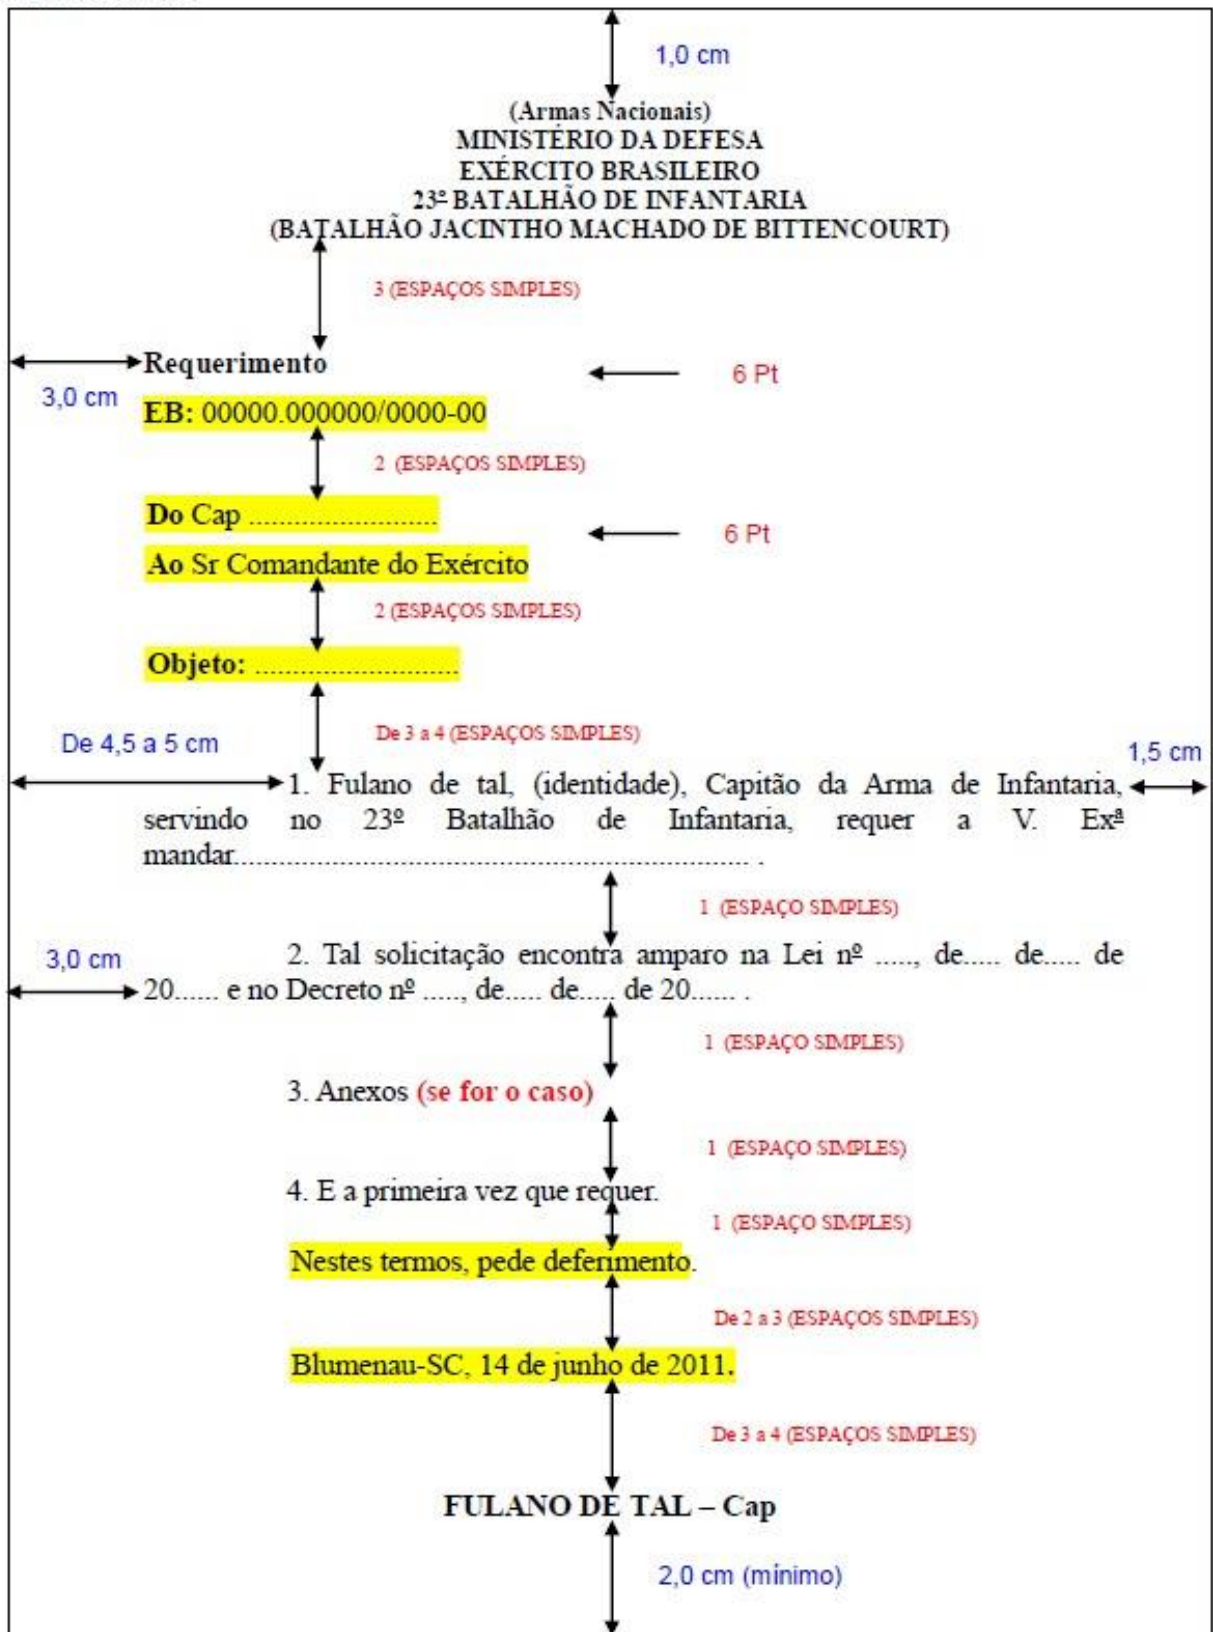 1,0 cm
(Armas Nacionais)
MINISTÉRIO DA DEFESA
EXÉRCITO BRASILEIRO
23º BATALHÃO DE INFANTARIA
(BATALHÃO JACINTHO MACHADO DE BITTENCOURT)
3 (ESPAÇOS SIMPLES)
Requerimento
6 Pt
3,0 cm
EB: 00000.000000/0000-00
2 (ESPAÇOS SIMPLES)
Do Cap .........................
6 Pt
Ao Sr Comandante do Exército
2 (ESPAÇOS SIMPLES)
Objeto: ...........................
De 3 a 4 (ESPAÇOS SIMPLES)
De 4,5 a 5 cm
1,5 cm
1. Fulano de tal, (identidade), Capitão da Arma de Infantaria,
servindo no 23º Batalhão de Infantaria, requer a V. Exª
mandar..................................................................... .
1 (ESPAÇO SIMPLES)
3,0 cm
2. Tal solicitação encontra amparo na Lei nº ....., de..... de..... de
20...... e no Decreto nº ....., de..... de..... de 20...... .
1 (ESPAÇO SIMPLES)
3. Anexos (se for o caso)
1 (ESPAÇO SIMPLES)
4. E a primeira vez que requer.
1 (ESPAÇO SIMPLES)
Nestes termos, pede deferimento.
De 2 a 3 (ESPAÇOS SIMPLES)
Blumenau-SC, 14 de junho de 2011.
De 3 a 4 (ESPAÇOS SIMPLES)
FULANO DE TAL – Cap
2,0 cm (mínimo)